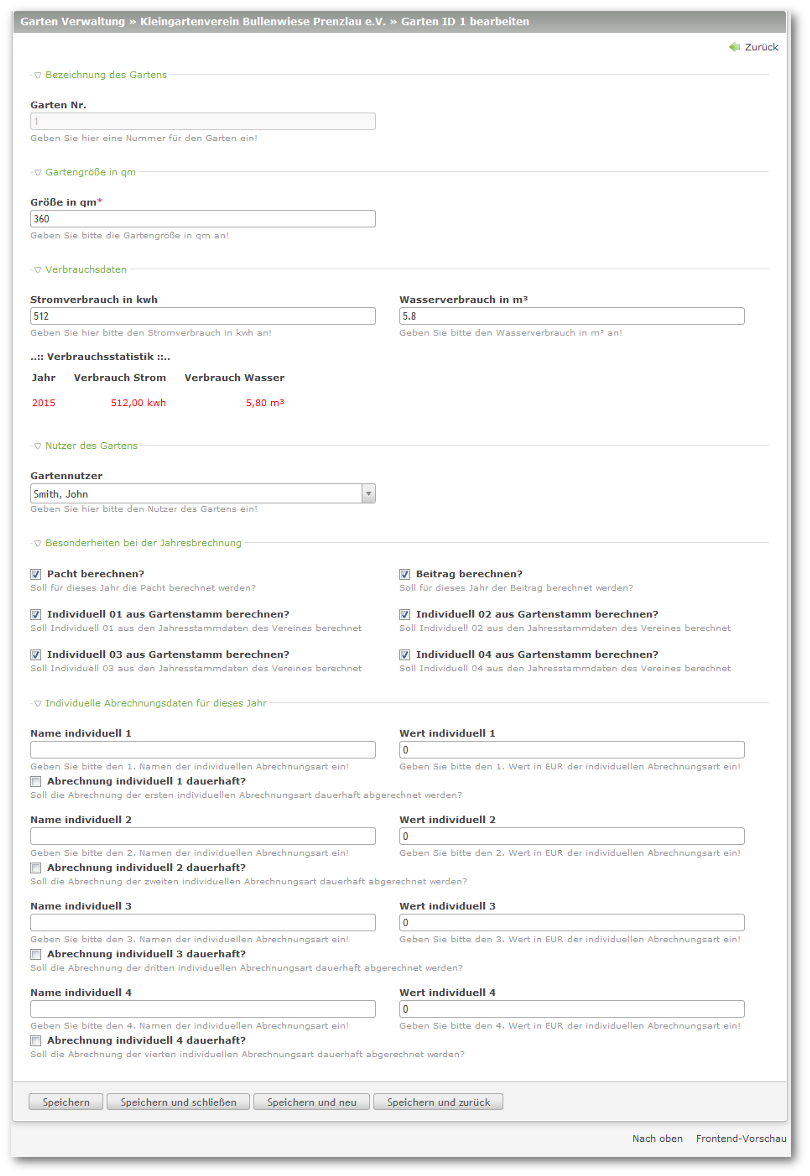 Garten Verwaltung » Kleingartenverein Bullenwiese Prenzlau e.V. » Garten ID 1 bearbeiten
Zurück
Bezeichnung des Gartens
Garten Nr.
1
Geben Sie hier eine Nummer für den Garten ein!
Gartengröße in qm
Größe in qm*
360
Geben Sie bitte die Gartengröße in qm an!
Verbrauchsdaten
Stromverbrauch in kwh Wasserverbrauch in m³
512 5.8
Geben Sie hier bitte den Stromverbrauch in kwh an! Geben Sie bitte den Wasserverbrauch in m³ an!
..:: Verbrauchsstatistik ::..
Jahr Verbrauch Strom Verbrauch Wasser
2015 512,00 kwh 5,80 m³
Nutzer des Gartens
Gartennutzer
Smith, John
Geben Sie hier bitte den Nutzer des Gartens ein!
Besonderheiten bei der Jahresbrechnung
Pacht berechnen? Beitrag berechnen?
Soll für dieses Jahr die Pacht berechnet werden? Soll für dieses Jahr der Beitrag berechnet werden?
Individuell 01 aus Gartenstamm berechnen? Individuell 02 aus Gartenstamm berechnen?
Soll Individuell 01 aus den Jahresstammdaten des Vereines berechnet Soll Individuell 02 aus den Jahresstammdaten des Vereines berechnet
Individuell 03 aus Gartenstamm berechnen? Individuell 04 aus Gartenstamm berechnen?
Soll Individuell 03 aus den Jahresstammdaten des Vereines berechnet Soll Individuell 04 aus den Jahresstammdaten des Vereines berechnet
Individuelle Abrechnungsdaten für dieses Jahr
Name individuell 1 Wert individuell 1
0
Geben Sie bitte den 1. Namen der individuellen Abrechnungsart ein! Geben Sie bitte den 1. Wert in EUR der individuellen Abrechnungsart ein!
Abrechnung individuell 1 dauerhaft?
Soll die Abrechnung der ersten individuellen Abrechnungsart dauerhaft abgerechnet werden?
Name individuell 2 Wert individuell 2
0
Geben Sie bitte den 2. Namen der individuellen Abrechnungsart ein! Geben Sie bitte den 2. Wert in EUR der individuellen Abrechnungsart ein!
Abrechnung individuell 2 dauerhaft?
Soll die Abrechnung der zweiten individuellen Abrechnungsart dauerhaft abgerechnet werden?
Name individuell 3 Wert individuell 3
0
Geben Sie bitte den 3. Namen der individuellen Abrechnungsart ein! Geben Sie bitte den 3. Wert in EUR der individuellen Abrechnungsart ein!
Abrechnung individuell 3 dauerhaft?
Soll die Abrechnung der dritten individuellen Abrechnungsart dauerhaft abgerechnet werden?
Name individuell 4 Wert individuell 4
0
Geben Sie bitte den 4. Namen der individuellen Abrechnungsart ein! Geben Sie bitte den 4. Wert in EUR der individuellen Abrechnungsart ein!
Abrechnung individuell 4 dauerhaft?
Soll die Abrechnung der vierten individuellen Abrechnungsart dauerhaft abgerechnet werden?
Speichern Speichern und schließen Speichern und neu Speichern und zurück
Nach oben Frontend-Vorschau